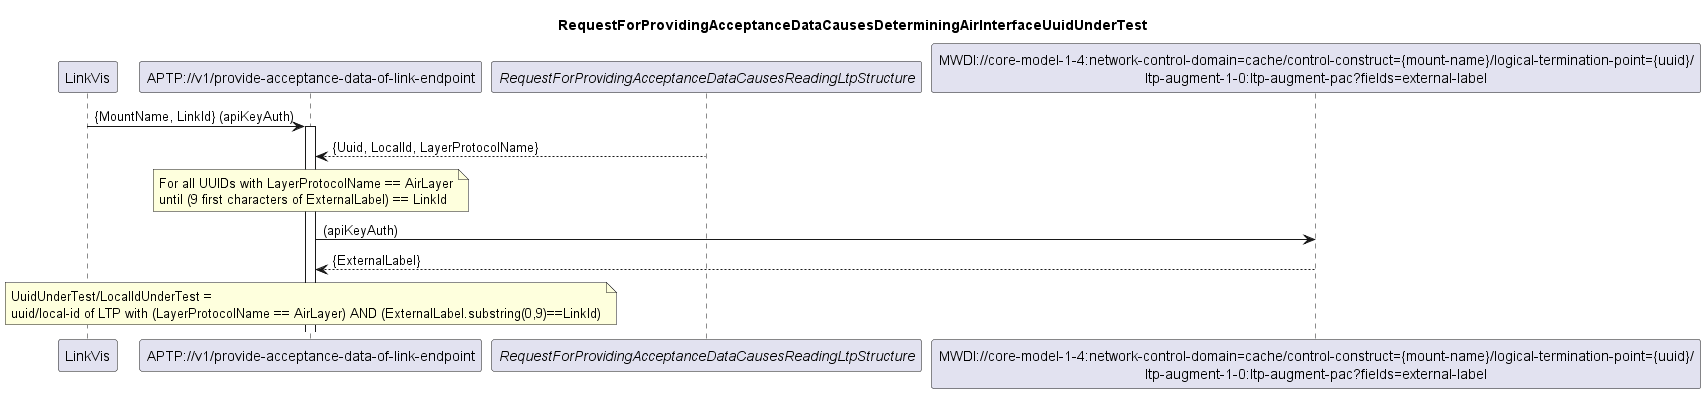 RequestForProvidingAcceptanceDataCausesDeterminingAirInterfaceUuidUnderTest
LinkVis
APTP://v1/provide-acceptance-data-of-link-endpoint
RequestForProvidingAcceptanceDataCausesReadingLtpStructure
MWDI://core-model-1-4:network-control-domain=cache/control-construct={mount-name}/logical-termination-point={uuid}/
ltp-augment-1-0:ltp-augment-pac?fields=external-label
{MountName, LinkId} (apiKeyAuth)
{Uuid, LocalId, LayerProtocolName}
For all UUIDs with LayerProtocolName == AirLayer
until (9 first characters of ExternalLabel) == LinkId
(apiKeyAuth)
{ExternalLabel}
UuidUnderTest/LocalIdUnderTest =
uuid/local-id of LTP with (LayerProtocolName == AirLayer) AND (ExternalLabel.substring(0,9)==LinkId)
LinkVis
APTP://v1/provide-acceptance-data-of-link-endpoint
RequestForProvidingAcceptanceDataCausesReadingLtpStructure
MWDI://core-model-1-4:network-control-domain=cache/control-construct={mount-name}/logical-termination-point={uuid}/
ltp-augment-1-0:ltp-augment-pac?fields=external-label